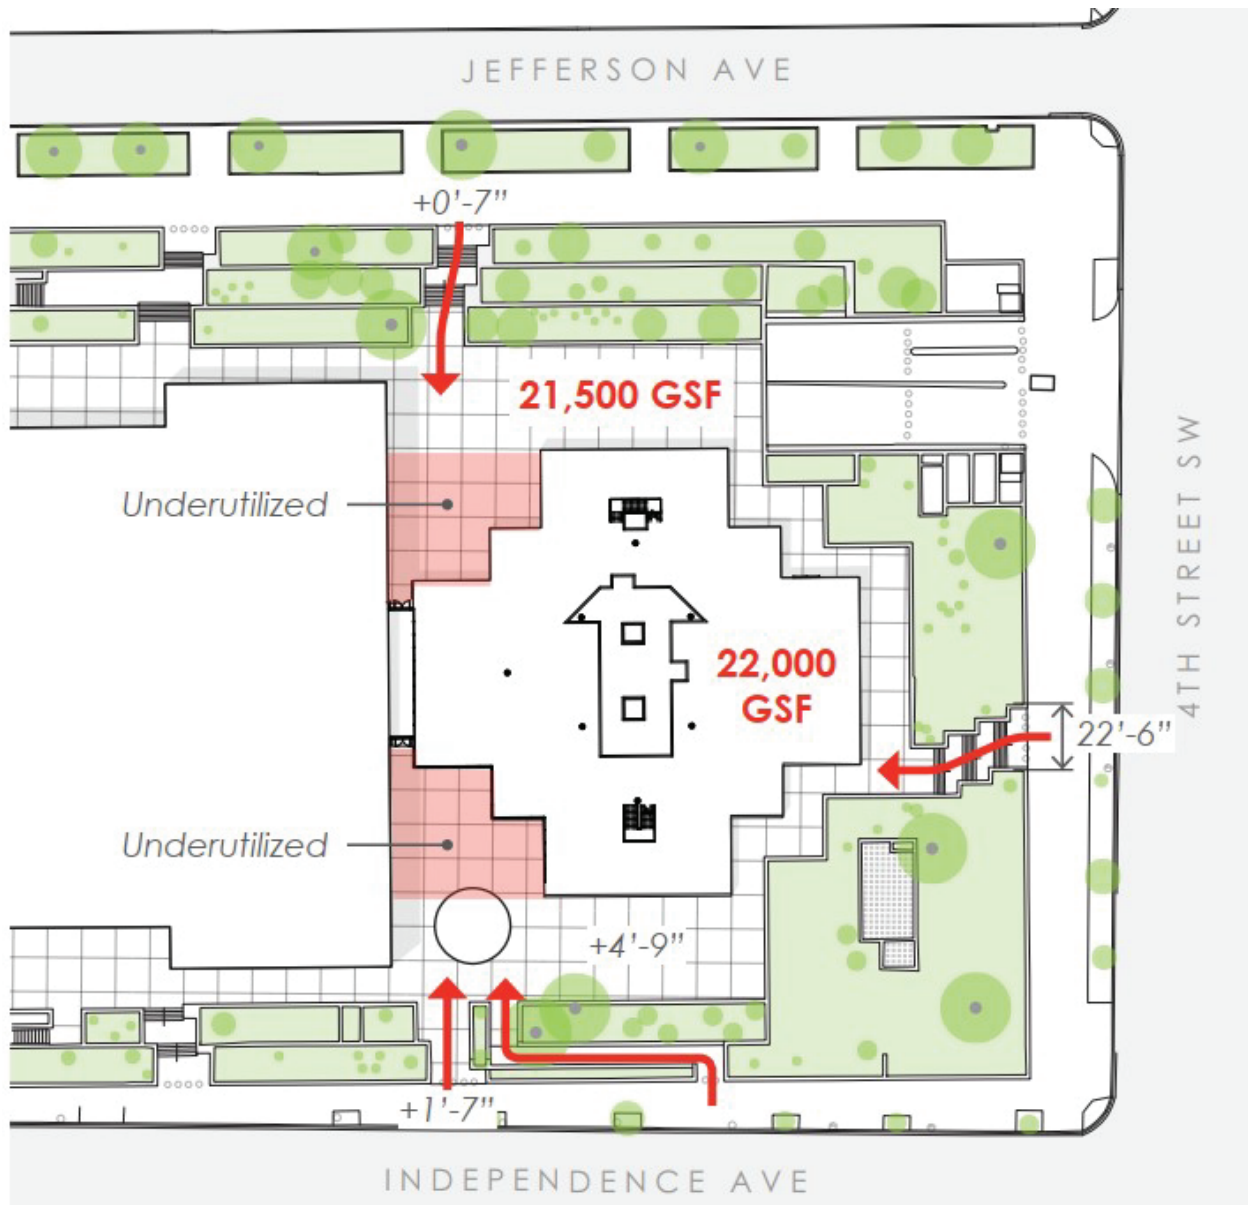 JEFFERSON AVE
+0'-7"
21,500 GSF
Underutilized
22,000
GSF
4TH STREET SW
22'-6"
Underutilized
+4'-9"
+1'-7"
INDEPENDENCE AVE